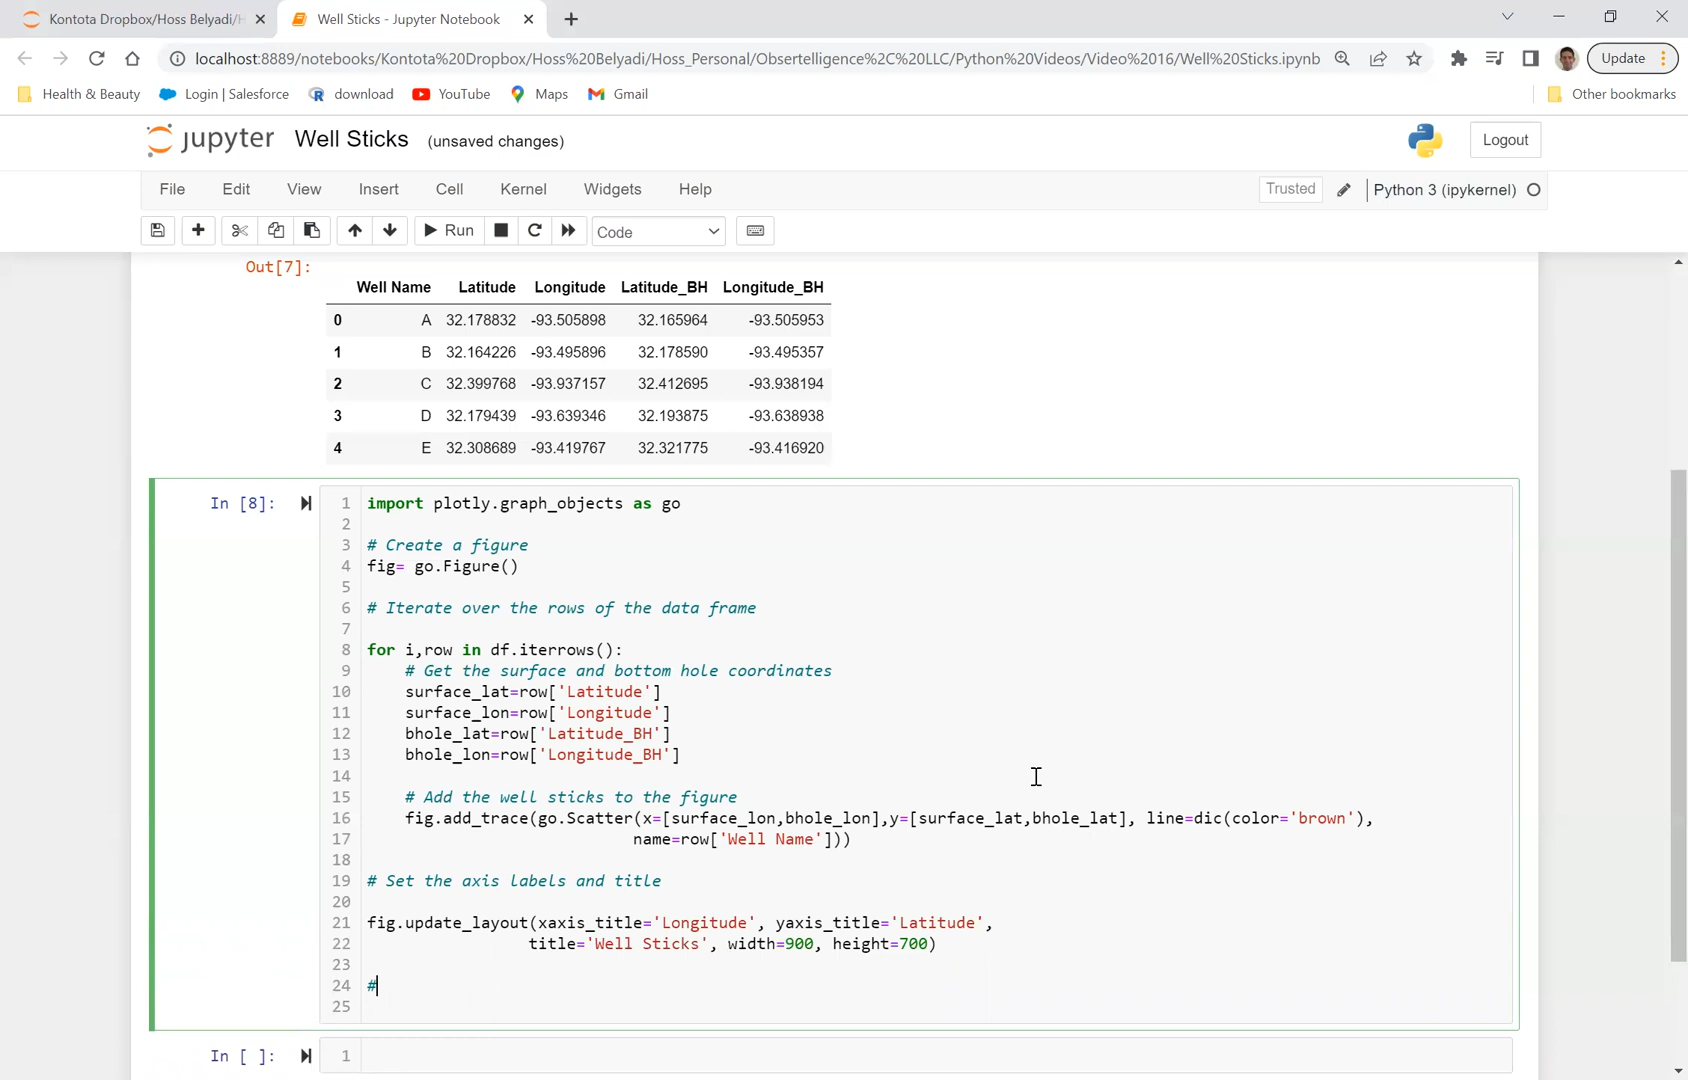 Kontota Dropbox/Hoss Belyadi/H
Well Sticks - Jupyter Notebook
localhost:8889/notebooks/Kontota%20Dropbox/Hoss%20Belyadi/Hoss_Personal/Obsertelligence%2C%20LLC/Python%20Videos/Video%2016/Well%20Sticks.ipynb
Update
Health & Beauty
Login | Salesforce
download
YouTube
Maps
Gmail
Other bookmarks
jupyter Well Sticks (unsaved changes)
Logout
File Edit View Insert Cell Kernel Widgets Help
Trusted
Python 3 (ipykernel)
Run
Code
Out[7]:
Well Name Latitude Longitude Latitude_BH Longitude_BH
0 A 32.178832 -93.505898 32.165964 -93.505953
1 B 32.164226 -93.495896 32.178590 -93.495357
2 C 32.399768 -93.937157 32.412695 -93.938194
3 D 32.179439 -93.639346 32.193875 -93.638938
4 E 32.308689 -93.419767 32.321775 -93.416920
In [8]:
1 import plotly.graph_objects as go
2
3 # Create a figure
4 fig= go.Figure()
5
6 # Iterate over the rows of the data frame
7
8 for i,row in df.iterrows():
9 # Get the surface and bottom hole coordinates
10 surface_lat=row['Latitude']
11 surface_lon=row['Longitude']
12 bhole_lat=row['Latitude_BH']
13 bhole_lon=row['Longitude_BH']
14
15 # Add the well sticks to the figure
16 fig.add_trace(go.Scatter(x=[surface_lon,bhole_lon],y=[surface_lat,bhole_lat], line=dic(color='brown'),
17 name=row['Well Name']))
18
19 # Set the axis labels and title
20
21 fig.update_layout(xaxis_title='Longitude', yaxis_title='Latitude',
22 title='Well Sticks', width=900, height=700)
23
24 #
25
In [ ]:
1